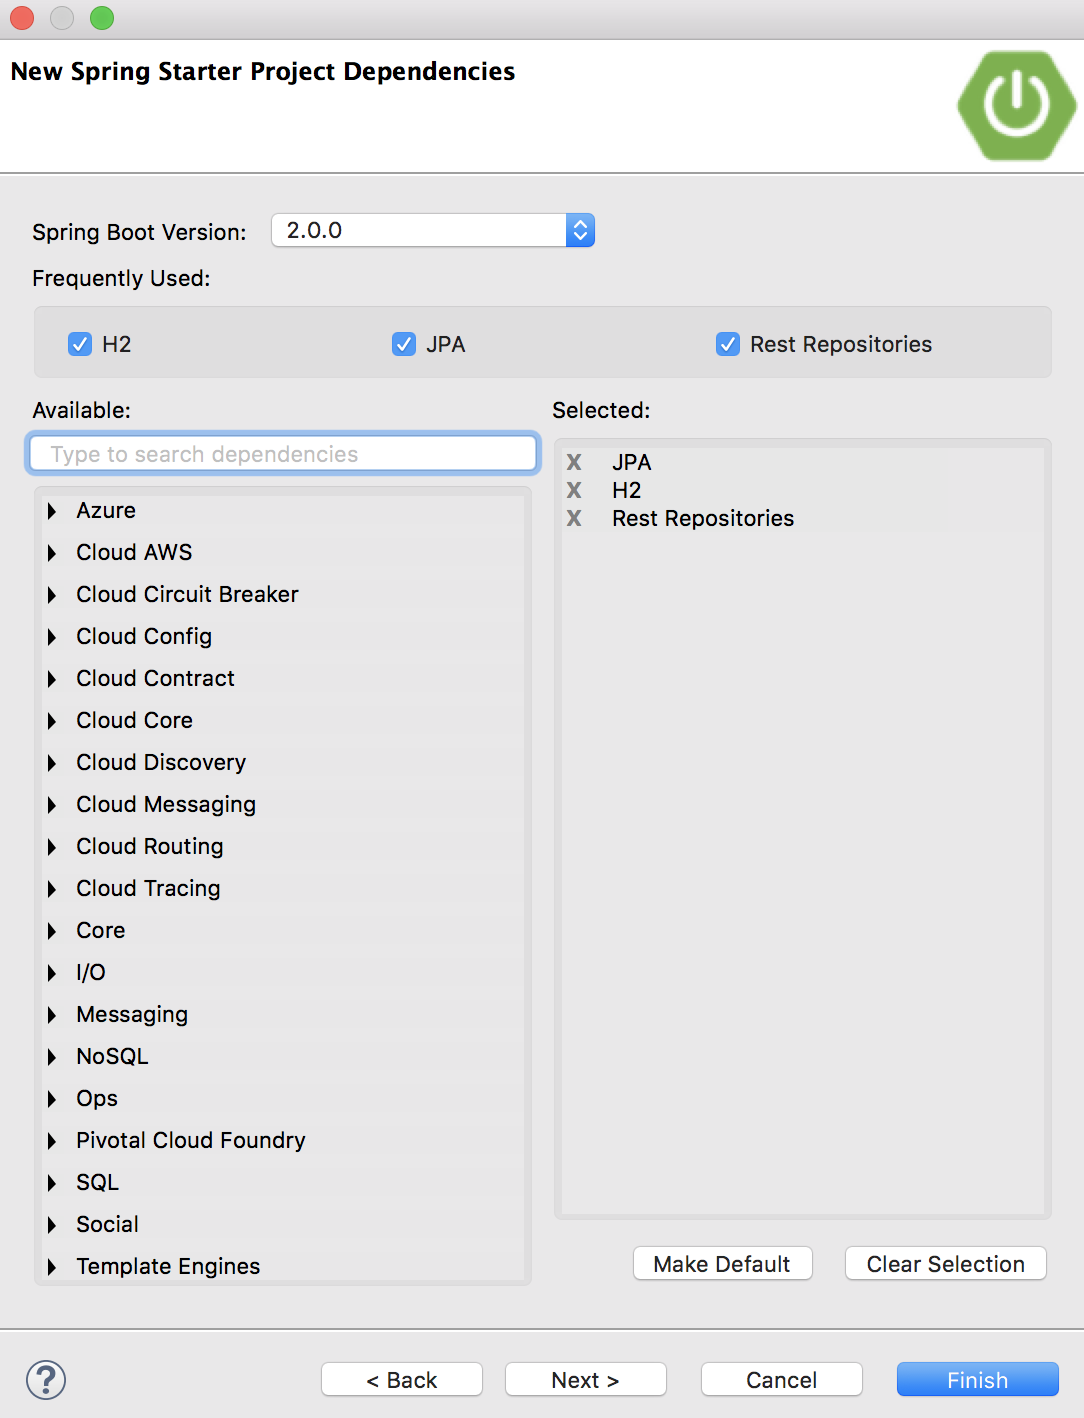 New Spring Starter Project Dependencies
Spring Boot Version: 2.0.0
Frequently Used:
H2 JPA Rest Repositories
Available: Selected:
Type to search dependencies
X JPA
X H2
X Rest Repositories
Azure
Cloud AWS
Cloud Circuit Breaker
Cloud Config
Cloud Contract
Cloud Core
Cloud Discovery
Cloud Messaging
Cloud Routing
Cloud Tracing
Core
I/O
Messaging
NoSQL
Ops
Pivotal Cloud Foundry
SQL
Social
Template Engines
Make Default Clear Selection
? < Back Next > Cancel Finish